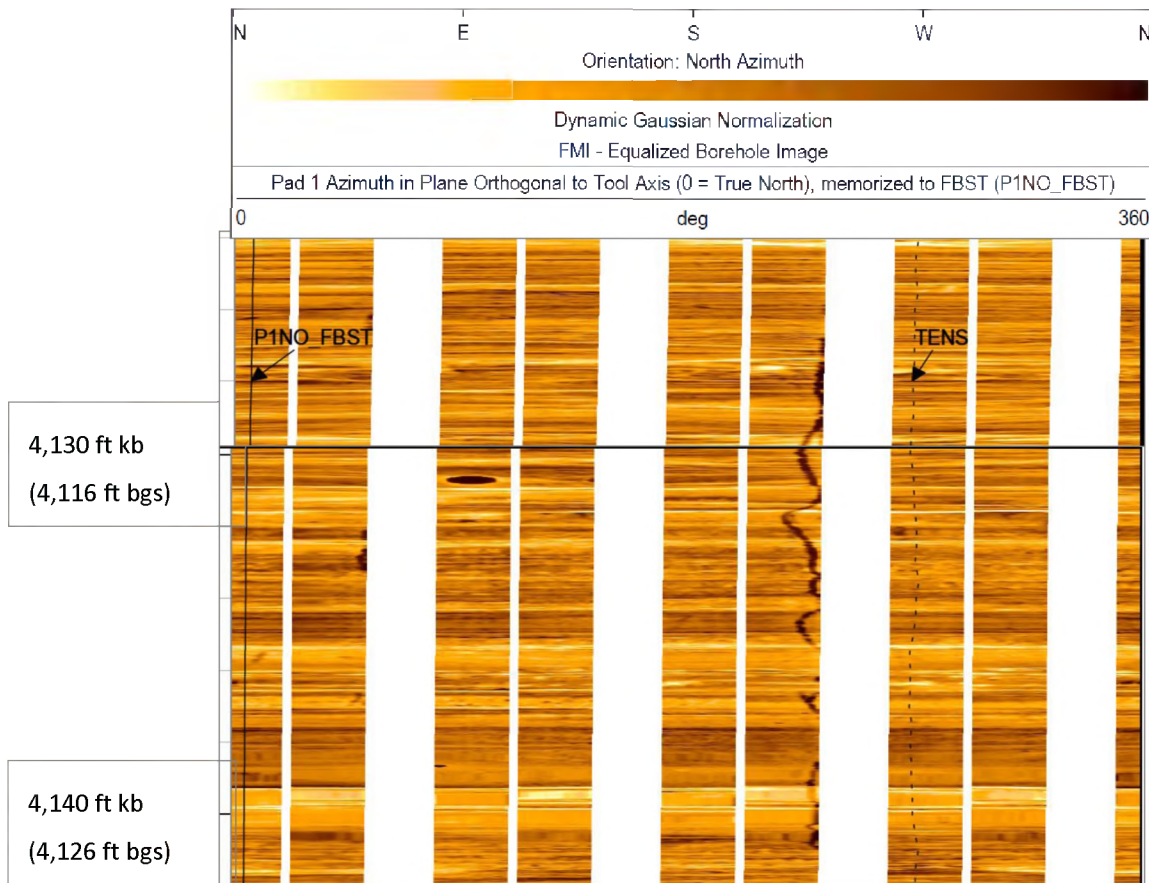 N E S W N
Orientation: North Azimuth
Dynamic Gaussian Normalization
FMI - Equalized Borehole Image
Pad 1 Azimuth in Plane Orthogonal to Tool Axis (0 = True North), memorized to FBST (P1NO_FBST)
0 deg 360
P1NO_FBST TENS
4,130 ft kb
(4,116 ft bgs)
4,140 ft kb
(4,126 ft bgs)